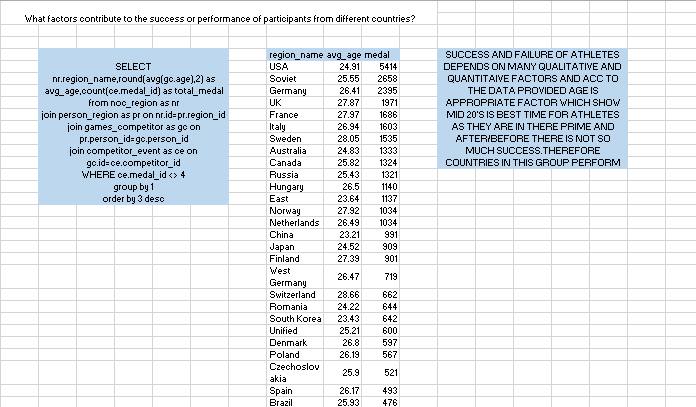 What factors contribute to the success or performance of participants from different countries?
SELECT
nr.region_name,round(avg(gc.age),2) as
avg_age,count(ce.medal_id) as total_medal
from noc_region as nr
join person_region as pr on nr.id=pr.region_id
join games_competitor as gc on
pr.person_id=gc.person_id
join competitor_event as ce on
gc.id=ce.competitor_id
WHERE ce.medal_id <> 4
group by 1
order by 3 desc
region_name avg_age medal
USA 24.91 5414
Soviet 25.55 2658
Germany 26.41 2395
UK 27.87 1971
France 27.97 1686
Italy 26.94 1603
Sweden 28.05 1535
Australia 24.83 1333
Canada 25.82 1324
Russia 25.43 1321
Hungary 26.5 1140
East 23.64 1137
Norway 27.92 1034
Netherlands 26.49 1034
China 23.21 991
Japan 24.52 909
Finland 27.39 901
West
Germany 26.47 719
Switzerland 28.66 662
Romania 24.22 644
South Korea 23.43 642
Unified 25.21 600
Denmark 26.8 597
Poland 26.19 567
Czechoslov
akia 25.9 521
Spain 26.17 493
Brazil 25.93 476
SUCCESS AND FAILURE OF ATHLETES
DEPENDS ON MANY QUALITATIVE AND
QUANTITAIVE FACTORS AND ACC TO
THE DATA PROVIDED AGE IS
APPROPRIATE FACTOR WHICH SHOW
MID 20'S IS BEST TIME FOR ATHLETES
AS THEY ARE IN THERE PRIME AND
AFTER/BEFORE THERE IS NOT SO
MUCH SUCCESS.THEREFORE
COUNTRIES IN THIS GROUP PERFORM